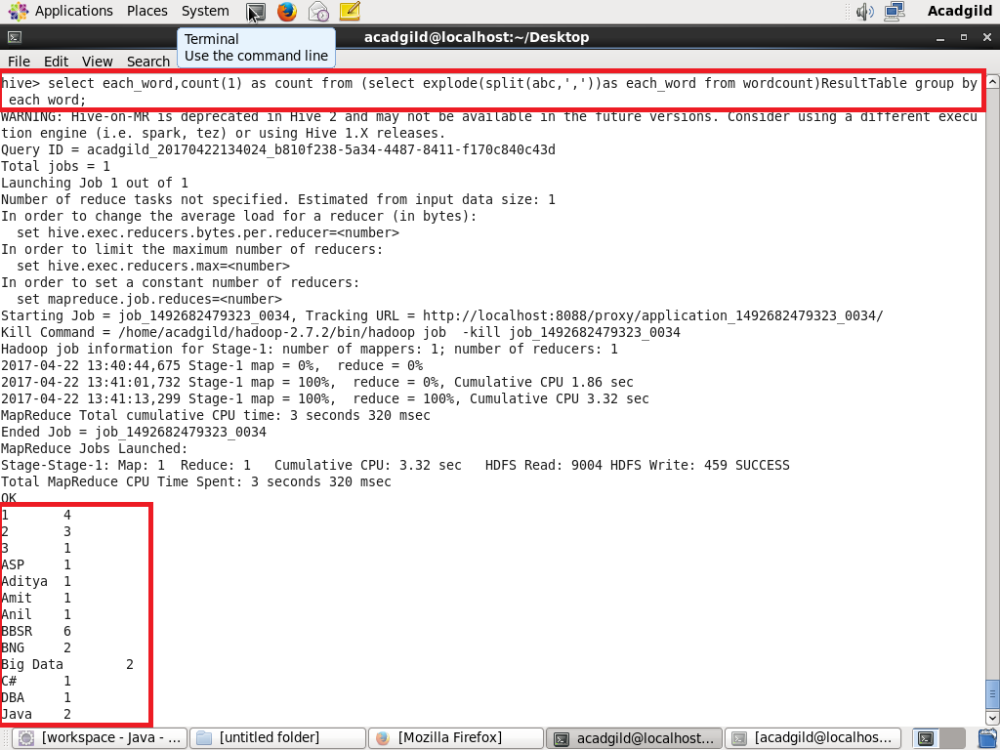 Applications Places System Acadgild
Terminal
Use the command line
acadgild@localhost:~/Desktop
File Edit View Search
hive> select each_word,count(1) as count from (select explode(split(abc,','))as each_word from wordcount)ResultTable group by
each word;
WARNING: Hive-on-MR is deprecated in Hive 2 and may not be available in the future versions. Consider using a different execu
tion engine (i.e. spark, tez) or using Hive 1.X releases.
Query ID = acadgild_20170422134024_b810f238-5a34-4487-8411-f170c840c43d
Total jobs = 1
Launching Job 1 out of 1
Number of reduce tasks not specified. Estimated from input data size: 1
In order to change the average load for a reducer (in bytes):
  set hive.exec.reducers.bytes.per.reducer=<number>
In order to limit the maximum number of reducers:
  set hive.exec.reducers.max=<number>
In order to set a constant number of reducers:
  set mapreduce.job.reduces=<number>
Starting Job = job_1492682479323_0034, Tracking URL = http://localhost:8088/proxy/application_1492682479323_0034/
Kill Command = /home/acadgild/hadoop-2.7.2/bin/hadoop job  -kill job_1492682479323_0034
Hadoop job information for Stage-1: number of mappers: 1; number of reducers: 1
2017-04-22 13:40:44,675 Stage-1 map = 0%,  reduce = 0%
2017-04-22 13:41:01,732 Stage-1 map = 100%,  reduce = 0%, Cumulative CPU 1.86 sec
2017-04-22 13:41:13,299 Stage-1 map = 100%,  reduce = 100%, Cumulative CPU 3.32 sec
MapReduce Total cumulative CPU time: 3 seconds 320 msec
Ended Job = job_1492682479323_0034
MapReduce Jobs Launched:
Stage-Stage-1: Map: 1  Reduce: 1   Cumulative CPU: 3.32 sec   HDFS Read: 9004 HDFS Write: 459 SUCCESS
Total MapReduce CPU Time Spent: 3 seconds 320 msec
OK
1 4
2 3
3 1
ASP 1
Aditya 1
Amit 1
Anil 1
BBSR 6
BNG 2
Big Data 2
C# 1
DBA 1
Java 2
[workspace - Java - ... [untitled folder] [Mozilla Firefox] acadgild@localhost... [acadgild@localhos...